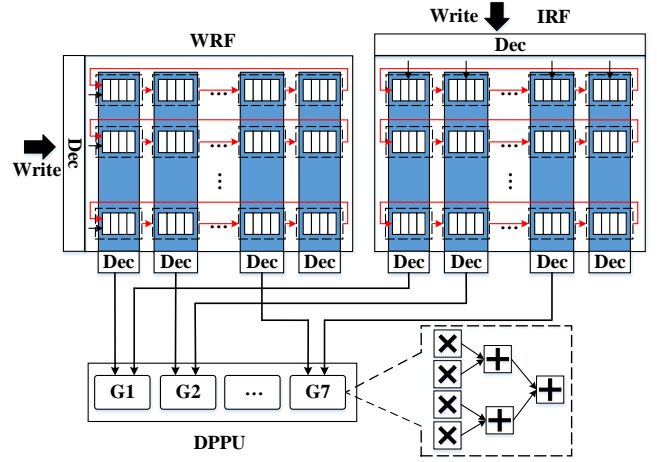 Write IRF
WRF
Dec
Dec
Write
...
...
...
...
...
...
...
...
Dec Dec Dec Dec
Dec Dec Dec Dec
G1 G2 ... G7
DPPU
× × × ×
+ + +